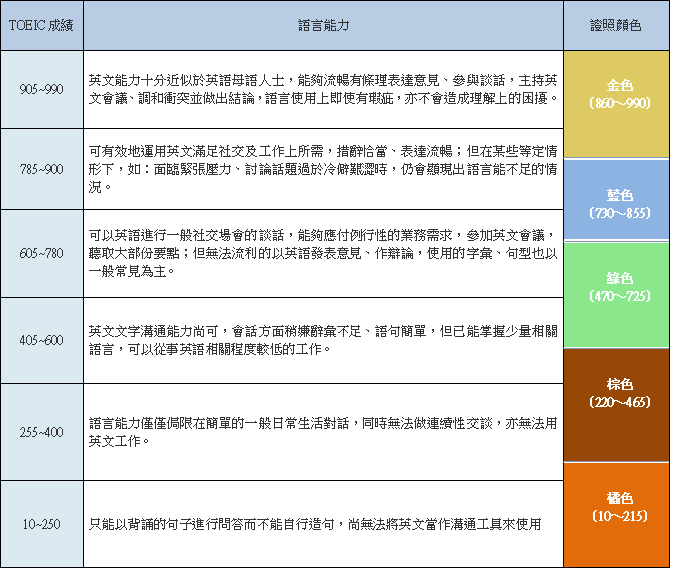 TOEIC 成績
語言能力
證照顏色
905~990
英文能力十分近似於英語母語人士，能夠流暢有條理表達意見、參與談話，主持英
文會議、調和衝突並做出結論，語言使用上即使有瑕疵，亦不會造成理解上的困擾。
金色
（860～990）
785~900
可有效地運用英文滿足社交及工作上所需，措辭恰當、表達流暢；但在某些等定情
形下，如：面臨緊張壓力、討論話題過於冷僻艱澀時，仍會顯現出語言能不足的情
況。
藍色
（730～855）
605~780
可以英語進行一般社交場會的談話，能夠應付例行性的業務需求，參加英文會議，
聽取大部份要點；但無法流利的以英語發表意見、作辯論，使用的字彙、句型也以
一般常見為主。
綠色
（470～725）
405~600
英文文字溝通能力尚可，會話方面稍嫌辭彙不足、語句簡單，但已能掌握少量相關
語言，可以從事英語相關程度較低的工作。
棕色
（220～465）
255~400
語言能力僅僅侷限在簡單的一般日常生活對話，同時無法做連續性交談，亦無法用
英文工作。
橘色
（10～215）
10~250
只能以背誦的句子進行問答而不能自行造句，尚無法將英文當作溝通工具來使用